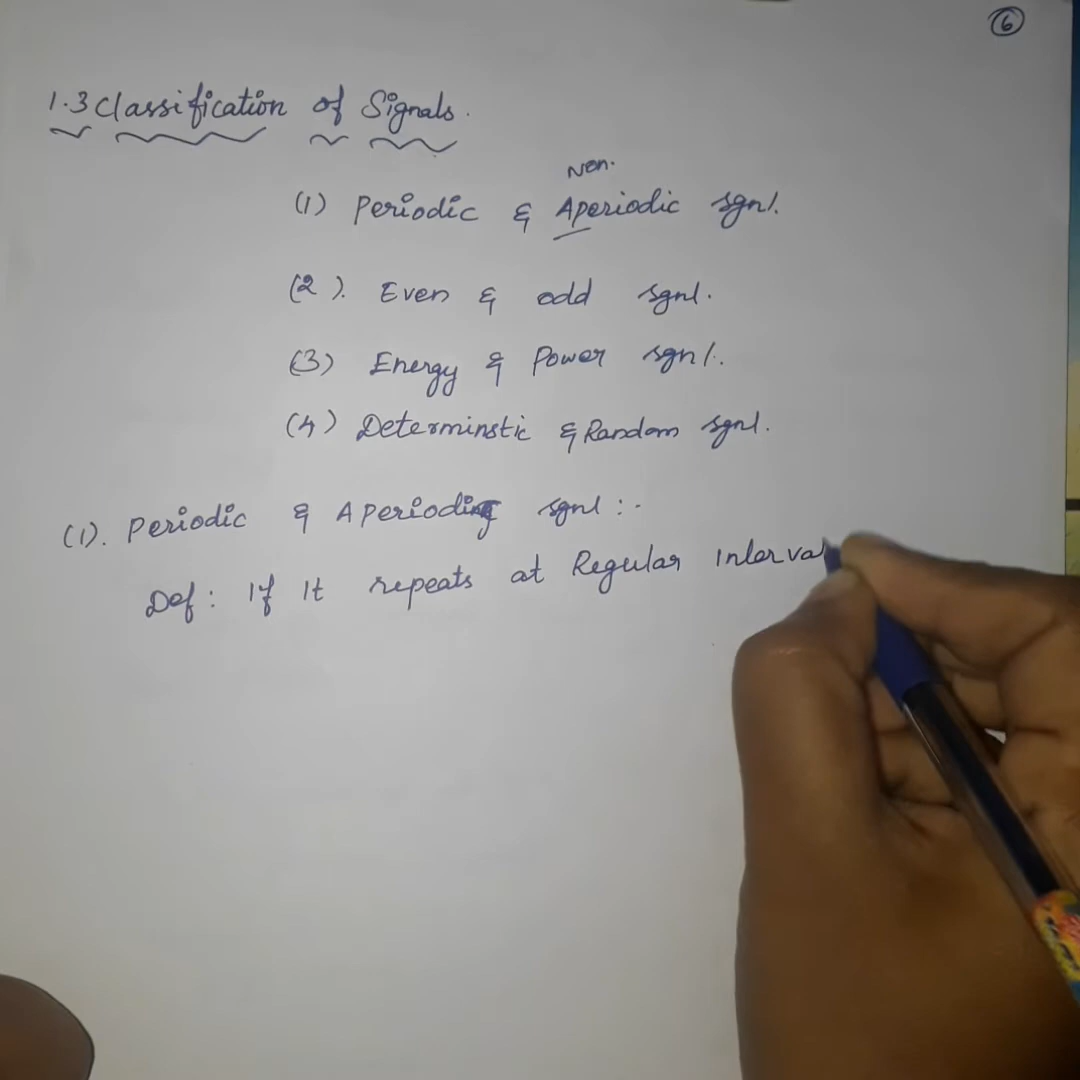 6
1.3 Classification of Signals.
Non.
(1) Periodic & Aperiodic sgnl.
(2). Even & odd sgnl.
(3) Energy & Power sgnl.
(4) Determinstic & Random sgnl.
(1). Periodic & Aperiodic sgnl :-
Def : If It repeats at Regular Interval